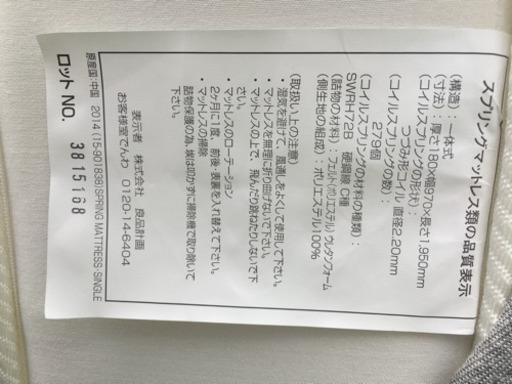 スプリングマットレス類の品質表示
(構造):一体式
(寸法):厚さ180×幅970×長さ1,950mm
(コイルスプリングの形状):
つづみ形コイル 直径2.20mm
(コイルスプリングの数):
279個
(コイルスプリングの材料の種類):
SWRH72B 硬鋼線 C種
(詰物の材料):フェルト(ポリエステル) ウレタンフォーム
(側生地の組成):ポリエステル100%
(取扱い上の注意)
・湿気を避けて、風通しをよくして使用して下さい。
・マットレスを無理に折り曲げないで下さい。
・マットレスの上で、飛んだり跳ねたりしないで下さい。
・マットレスのローテーション
2ヶ月に1度、前後・表裏を入れ替えて下さい。
・マットレスの掃除
詰物保護の為、埃は叩かずに掃除機で取り除いて下さい。
表示者 株式会社 良品計画
お客様室でんわ 0120-14-6404
原産国:中国 2014 (15-901838)SPRING MATTRESS-SINGLE
ロットNO. 3815168